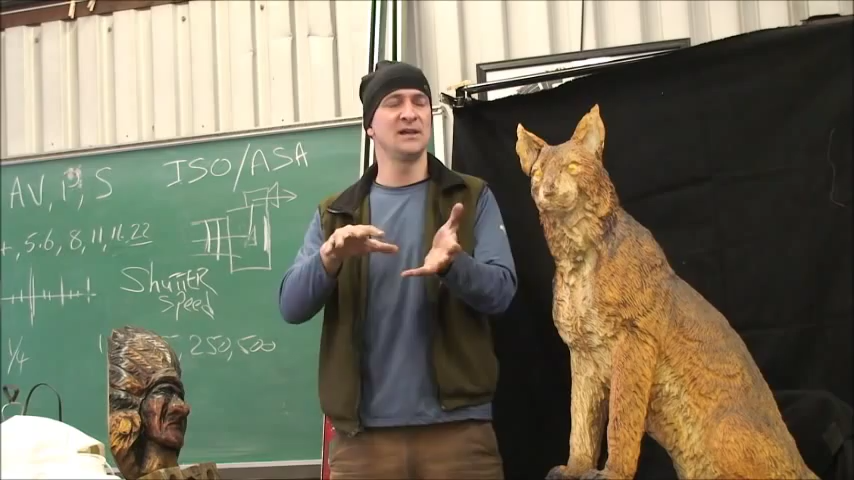 AV, P, S
ISO/ASA
5.6, 8, 11, 16, 22
Shutter
Speed
1/4
250, 500